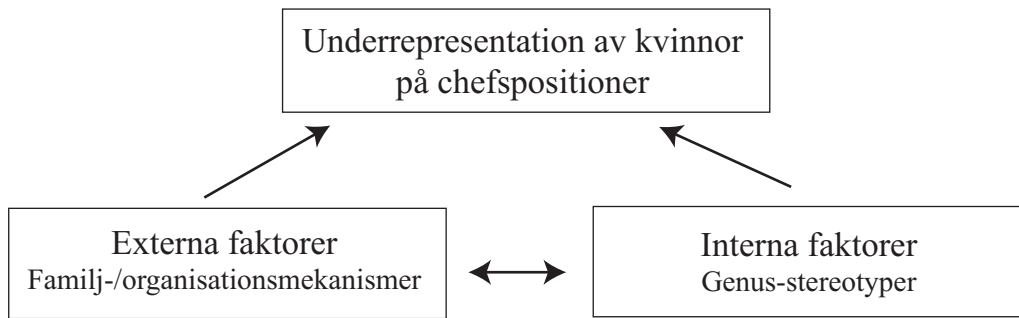 Underrepresentation av kvinnor
på chefspositioner
Externa faktorer
Familj-/organisationsmekanismer
Interna faktorer
Genus-stereotyper